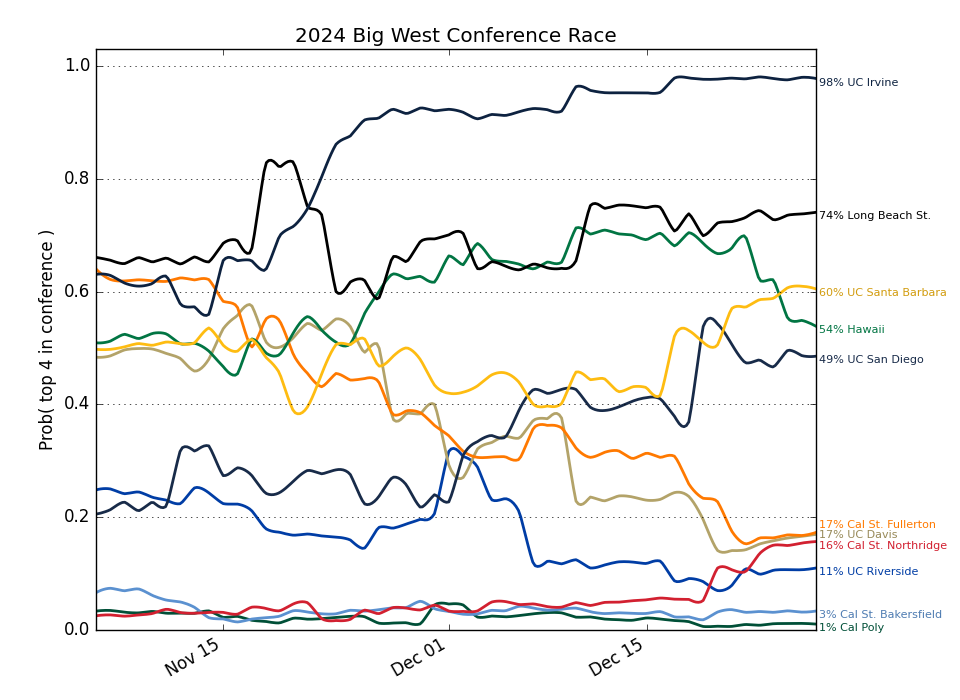 2024 Big West Conference Race
Prob( top 4 in conference )
1.0
0.8
0.6
0.4
0.2
0.0
Nov 15
Dec 01
Dec 15
98% UC Irvine
74% Long Beach St.
60% UC Santa Barbara
54% Hawaii
49% UC San Diego
17% Cal St. Fullerton
17% UC Davis
16% Cal St. Northridge
11% UC Riverside
3% Cal St. Bakersfield
1% Cal Poly